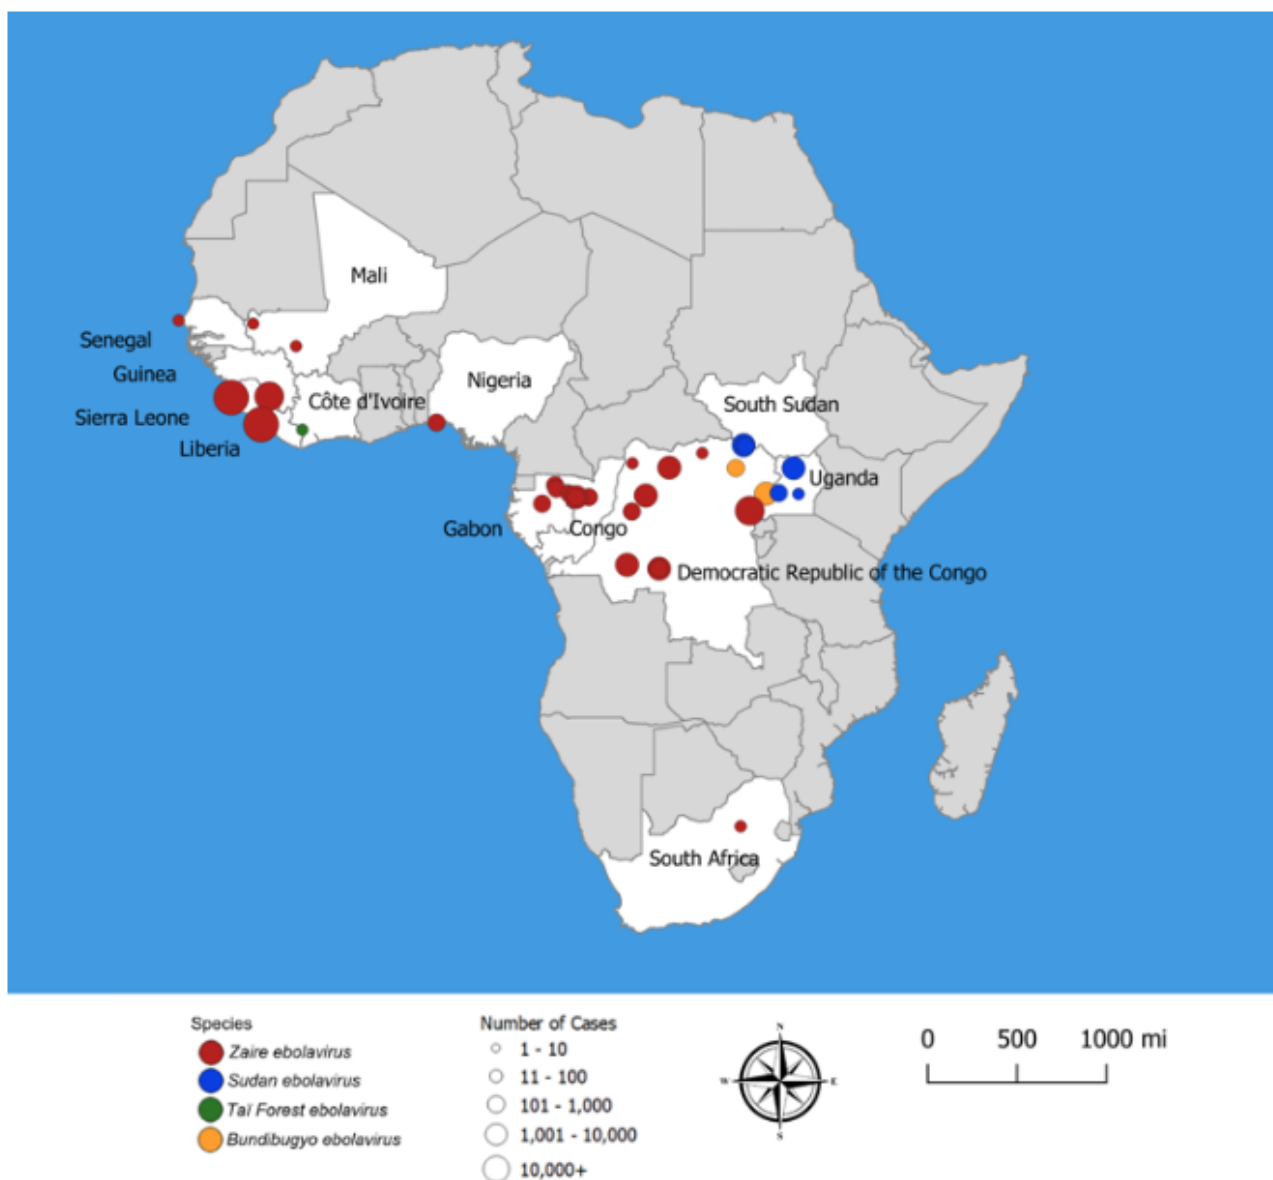 Mali
Senegal
Guinea
Nigeria
Côte d'Ivoire
South Sudan
Sierra Leone
Liberia
Uganda
Gabon
Congo
Democratic Republic of the Congo
South Africa
Species
Zaire ebolavirus
Sudan ebolavirus
Taï Forest ebolavirus
Bundibugyo ebolavirus
Number of Cases
1 - 10
11 - 100
101 - 1,000
1,001 - 10,000
10,000+
N
W E
S
0 500 1000 mi